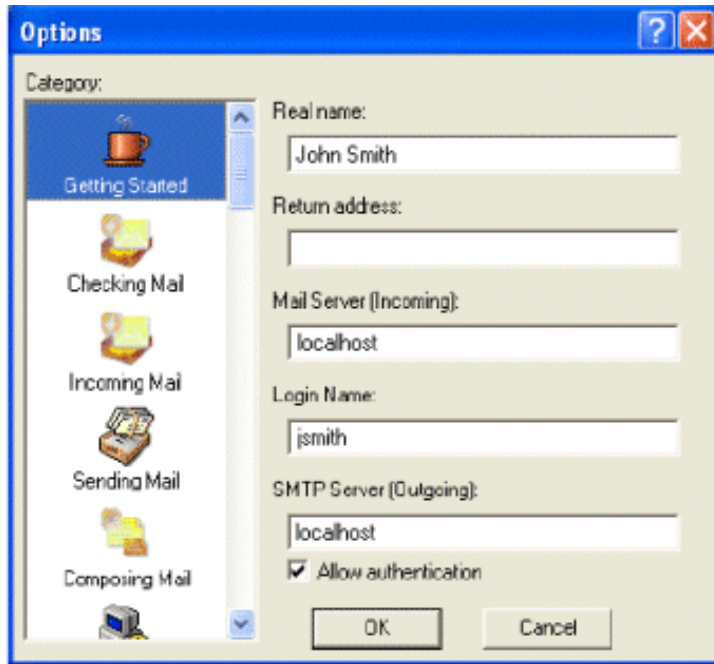 Options
Category:
Getting Started
Checking Mail
Incoming Mail
Sending Mail
Composing Mail
Real name:
John Smith
Return address:
Mail Server (Incoming):
localhost
Login Name:
jsmith
SMTP Server (Outgoing):
localhost
Allow authentication
OK
Cancel